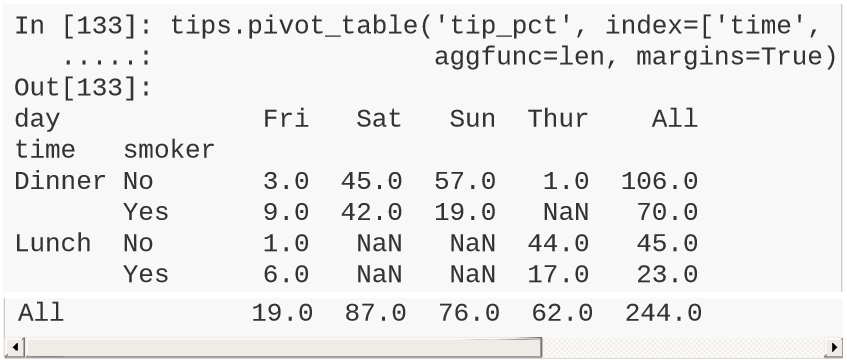 In [133]: tips.pivot_table('tip_pct', index=['time',
.....: aggfunc=len, margins=True)
Out[133]:
day Fri Sat Sun Thur All
time smoker
Dinner No 3.0 45.0 57.0 1.0 106.0
Yes 9.0 42.0 19.0 NaN 70.0
Lunch No 1.0 NaN NaN 44.0 45.0
Yes 6.0 NaN NaN 17.0 23.0
All 19.0 87.0 76.0 62.0 244.0